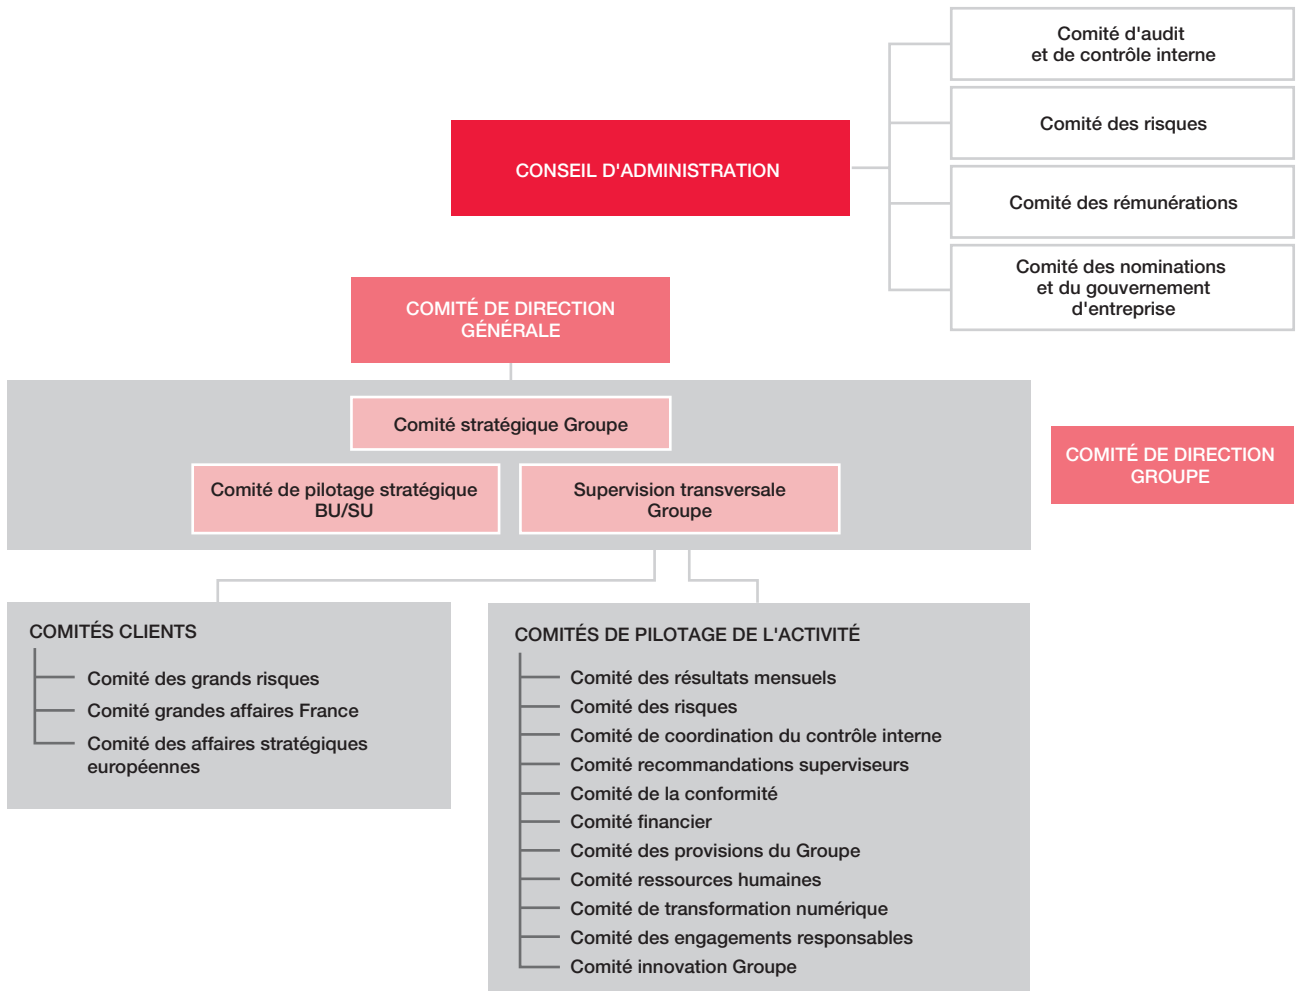 Comité d'audit
et de contrôle interne
Comité des risques
CONSEIL D'ADMINISTRATION
Comité des rémunérations
Comité des nominations
et du gouvernement
d'entreprise
COMITÉ DE DIRECTION
GÉNÉRALE
Comité stratégique Groupe
Comité de pilotage stratégique
BU/SU
Supervision transversale
Groupe
COMITÉ DE DIRECTION
GROUPE
COMITÉS CLIENTS
Comité des grands risques
Comité grandes affaires France
Comité des affaires stratégiques
européennes
COMITÉS DE PILOTAGE DE L'ACTIVITÉ
Comité des résultats mensuels
Comité des risques
Comité de coordination du contrôle interne
Comité recommandations superviseurs
Comité de la conformité
Comité financier
Comité des provisions du Groupe
Comité ressources humaines
Comité de transformation numérique
Comité des engagements responsables
Comité innovation Groupe